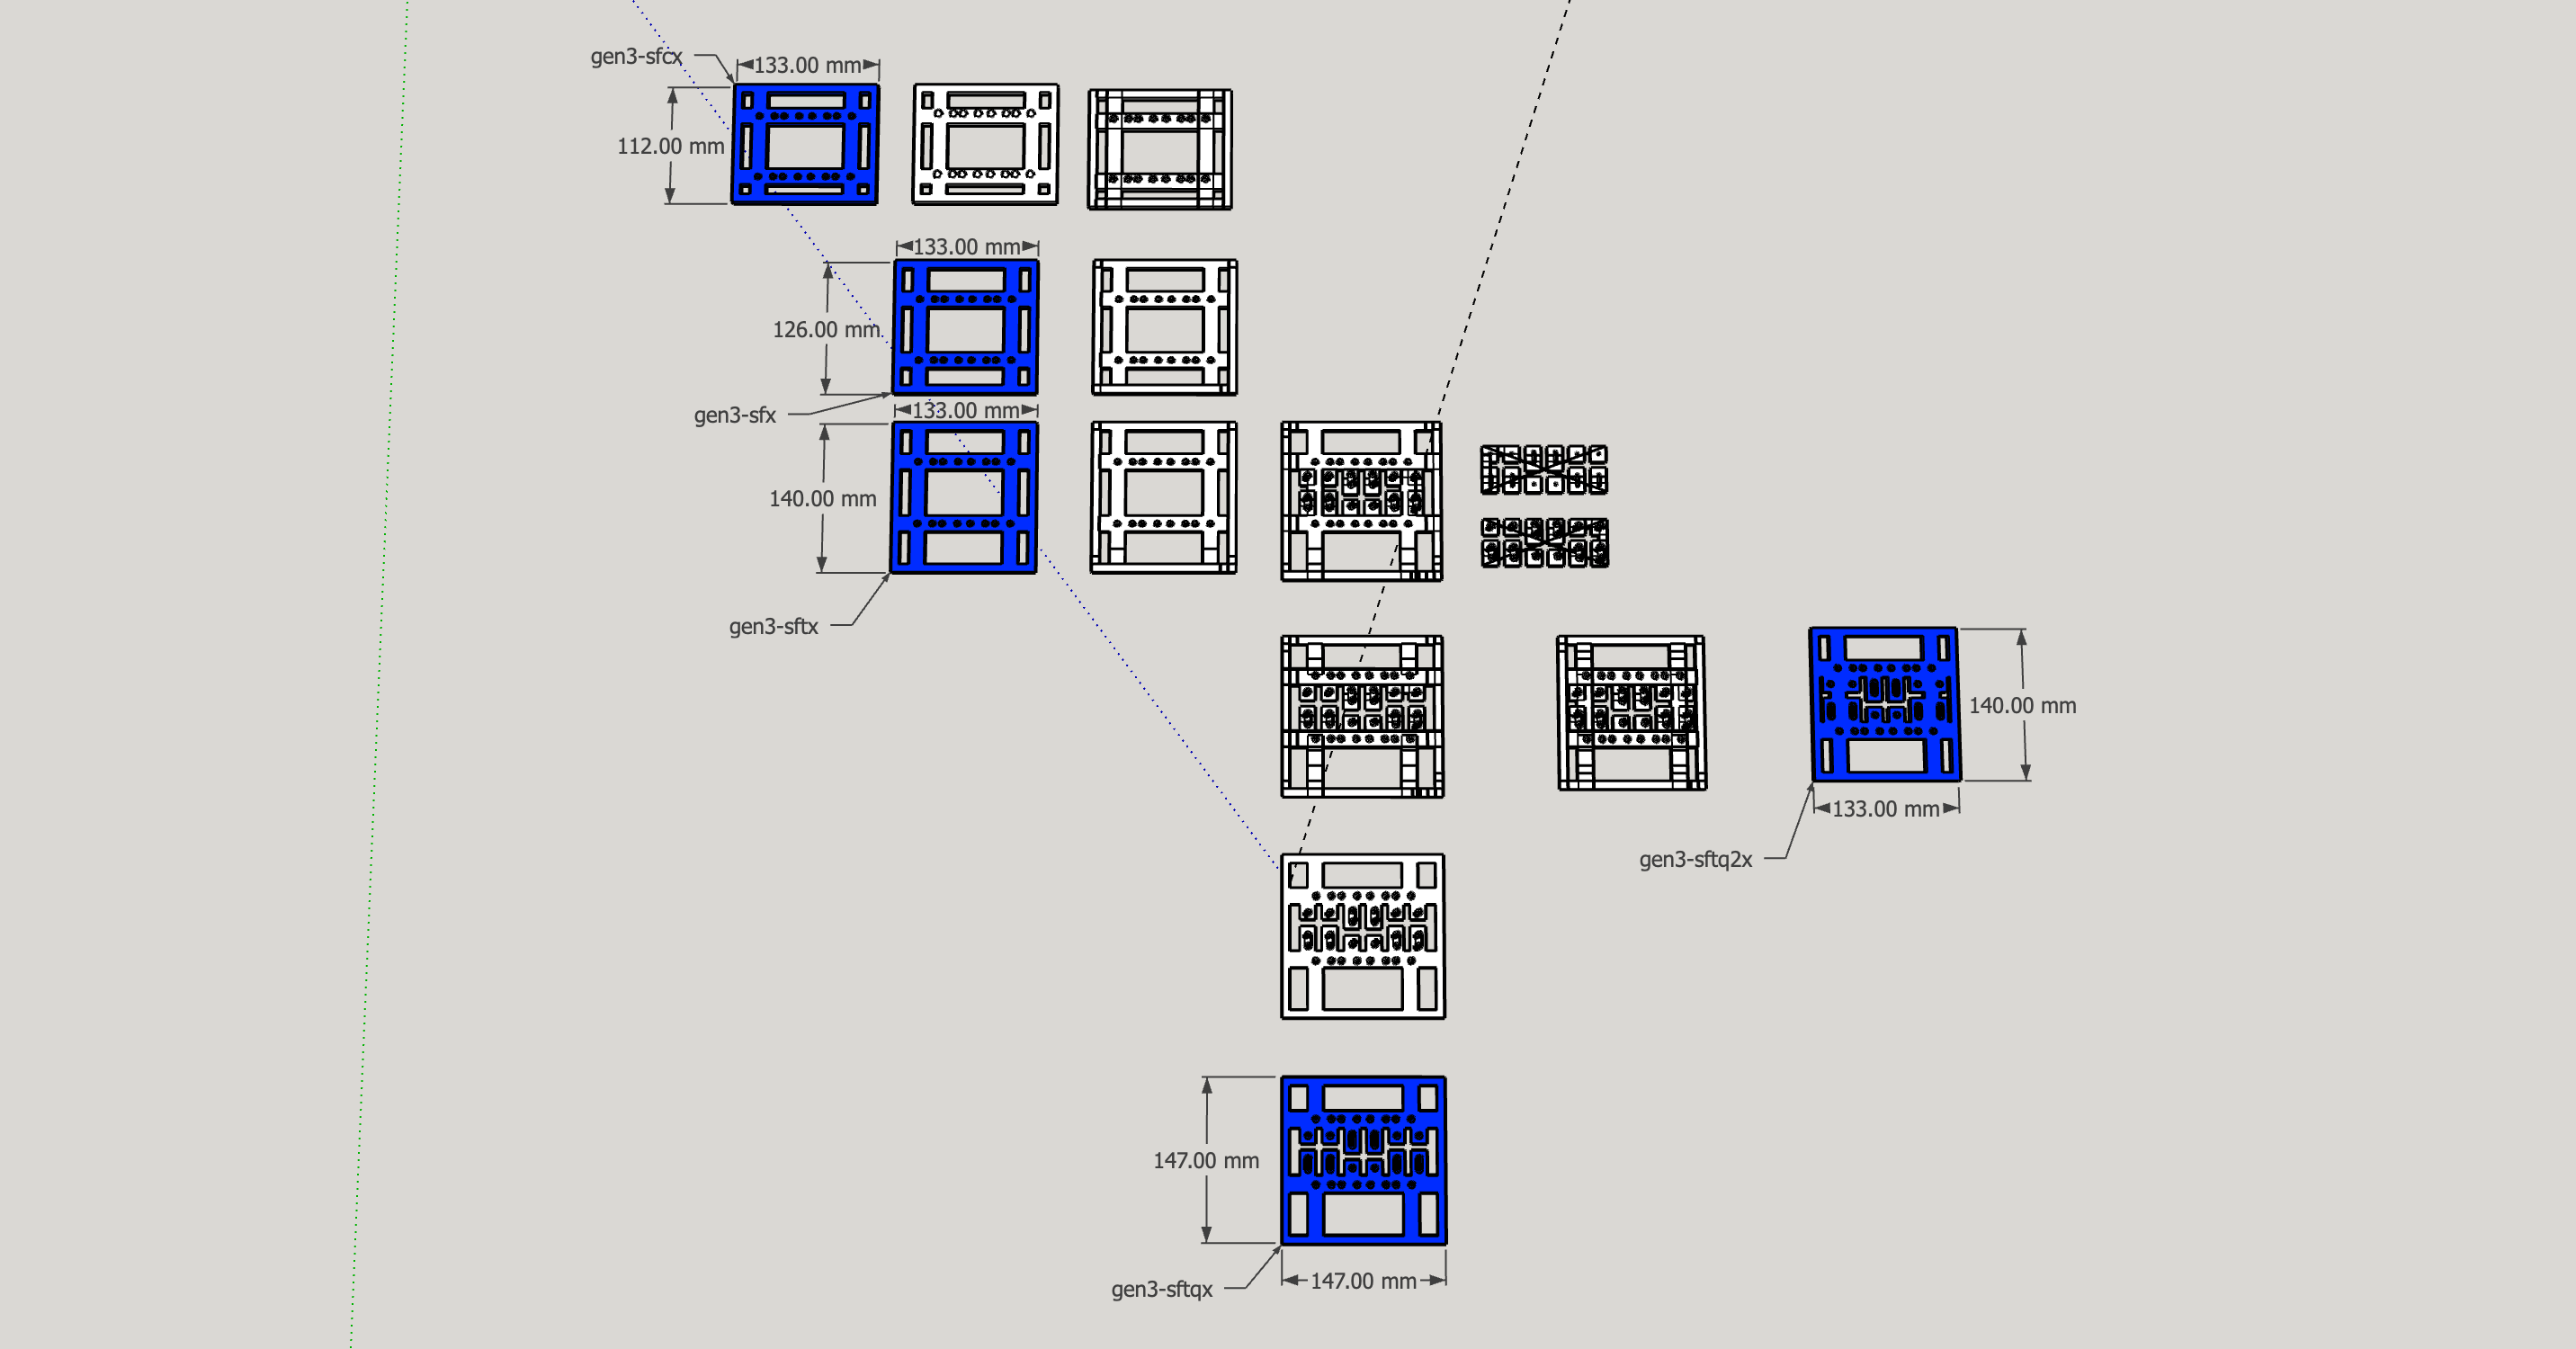 gen3-sfcx
133.00 mm
112.00 mm
133.00 mm
126.00 mm
gen3-sfx
133.00 mm
140.00 mm
gen3-sftx
140.00 mm
133.00 mm
gen3-sftq2x
147.00 mm
147.00 mm
gen3-sftqx